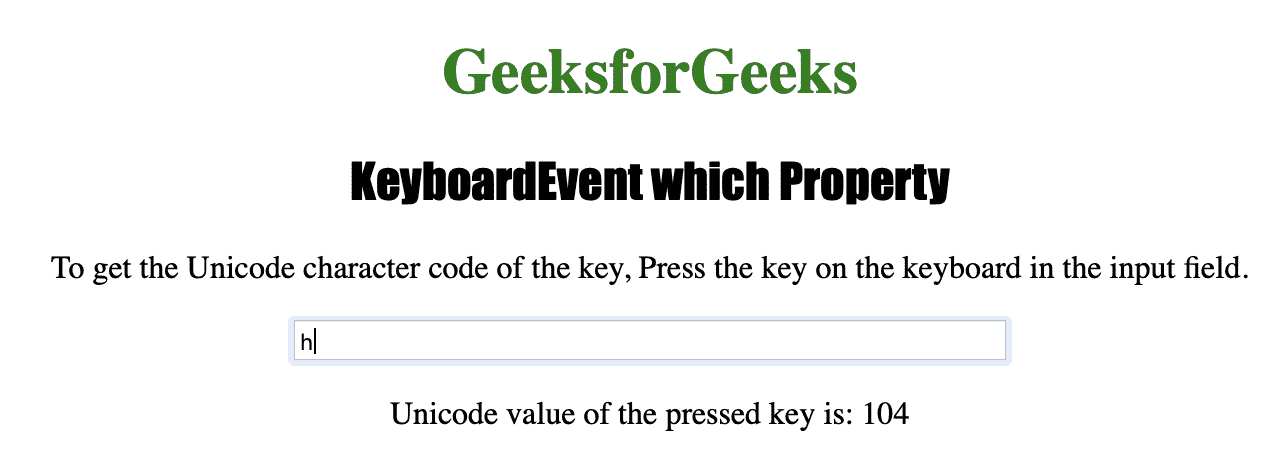 GeeksforGeeks
KeyboardEvent which Property
To get the Unicode character code of the key, Press the key on the keyboard in the input field.
h
Unicode value of the pressed key is: 104